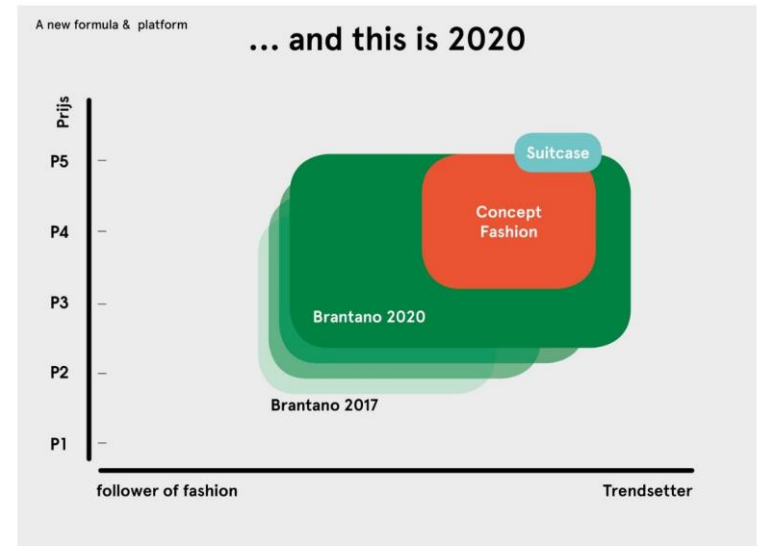 A new formula & platform
... and this is 2020
Prijs
P5
P4
P3
P2
P1
Suitcase
Concept
Fashion
Brantano 2020
Brantano 2017
follower of fashion
Trendsetter